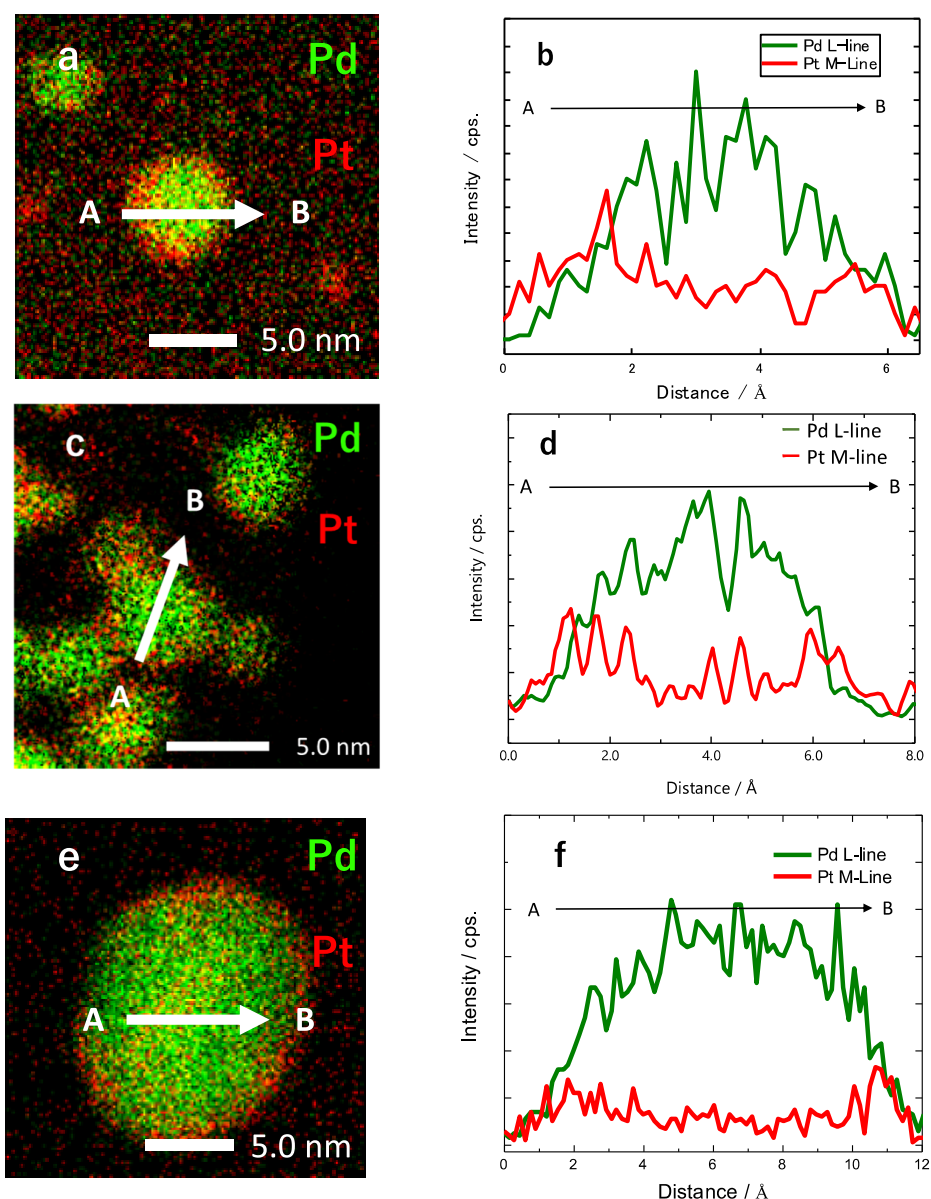 a
Pd
Pt
A
B
5.0 nm
b
Pd L-line
Pt M-Line
A
B
Intensity / cps.
0
2
4
6
Distance / Å
c
Pd
B
Pt
A
5.0 nm
d
Pd L-line
Pt M-line
A
B
Intensity / cps.
0.0
2.0
4.0
6.0
8.0
Distance / Å
e
Pd
Pt
A
B
5.0 nm
f
Pd L-line
Pt M-Line
A
B
Intensity / cps.
0
2
4
6
8
10
12
Distance / Å